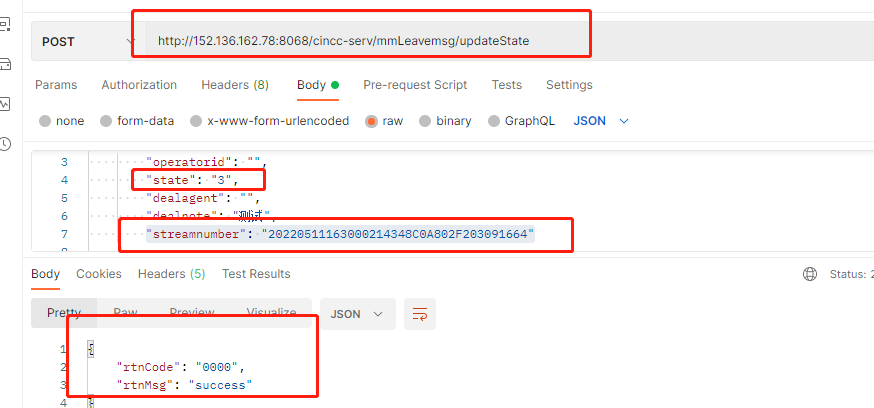 POST http://152.136.162.78:8068/cincc-serv/mmLeavemsg/updateState
Params Authorization Headers (8) Body Pre-request Script Tests Settings
none form-data x-www-form-urlencoded raw binary GraphQL JSON
3 "operatorid": "",
4 "state": "3",
5 "dealagent": "",
6 "dealnote": "测试",
7 "streamnumber": "20220511163000214348C0A802F203091664"
Body Cookies Headers (5) Test Results Status: 2
Pretty Raw Preview Visualize JSON
1 {
2 "rtnCode": "0000",
3 "rtnMsg": "success"
4 }